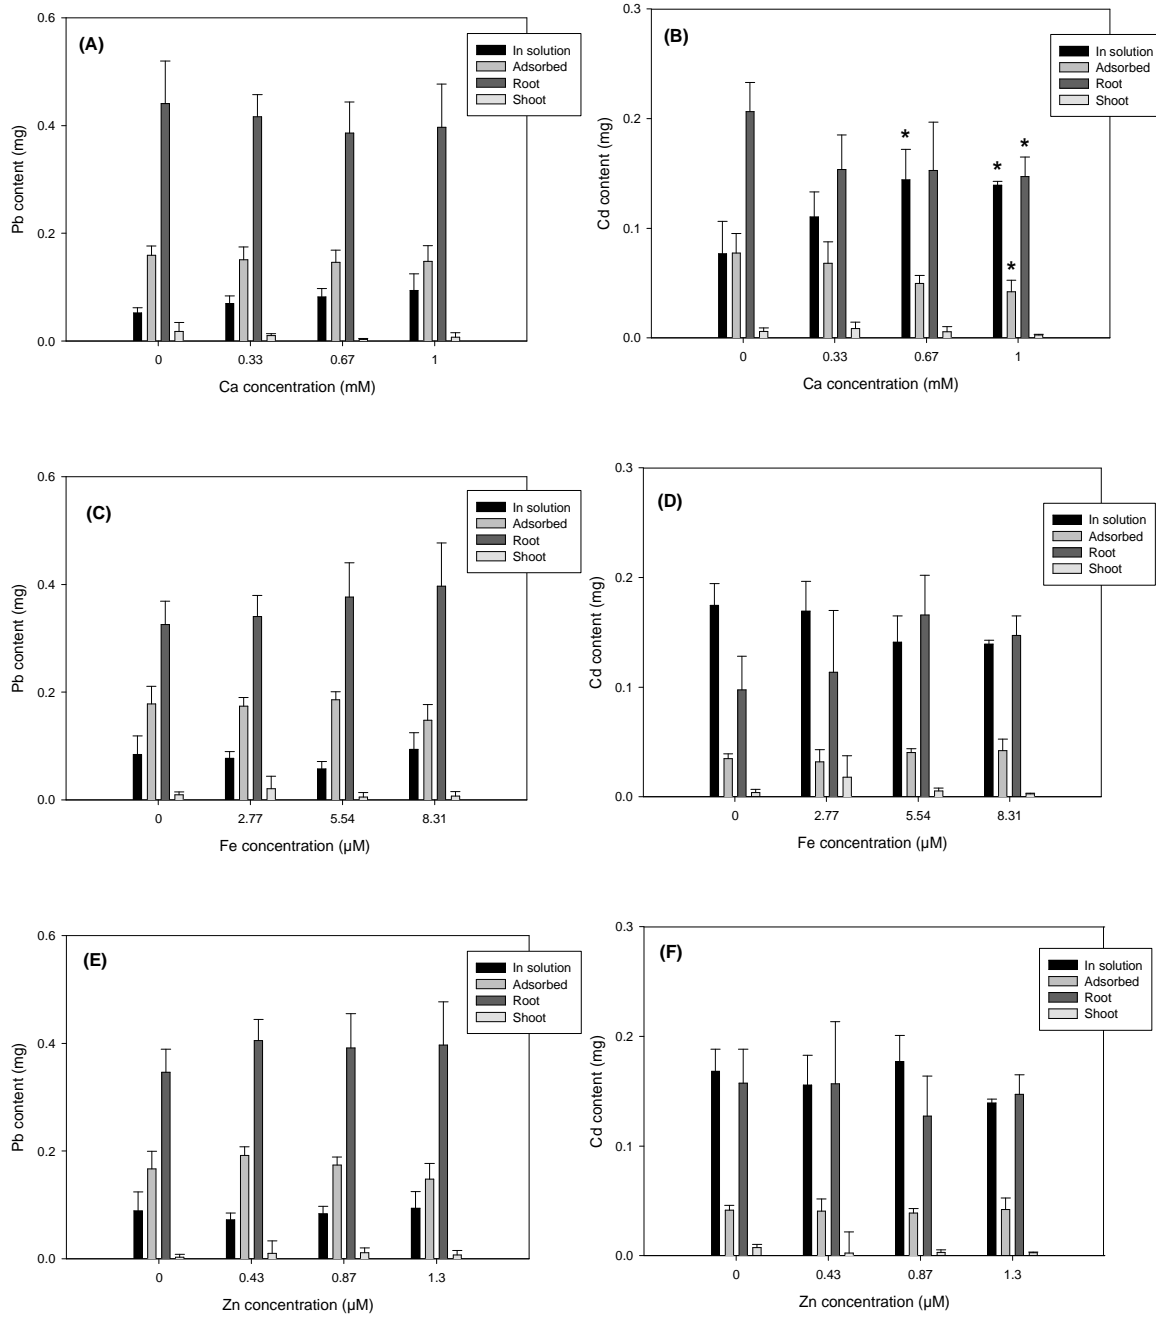 (A)
0.6
0.4
0.2
0.0
Pb content (mg)
In solution
Adsorbed
Root
Shoot
0 0.33 0.67 1
Ca concentration (mM)
(B)
0.3
0.2
0.1
0.0
Cd content (mg)
In solution
Adsorbed
Root
Shoot
*
* *
*
0 0.33 0.67 1
Ca concentration (mM)
(C)
0.6
0.4
0.2
0.0
Pb content (mg)
In solution
Adsorbed
Root
Shoot
0 2.77 5.54 8.31
Fe concentration (µM)
(D)
0.3
0.2
0.1
0.0
Cd content (mg)
In solution
Adsorbed
Root
Shoot
0 2.77 5.54 8.31
Fe concentration (µM)
(E)
0.6
0.4
0.2
0.0
Pb content (mg)
In solution
Adsorbed
Root
Shoot
0 0.43 0.87 1.3
Zn concentration (µM)
(F)
0.3
0.2
0.1
0.0
Cd content (mg)
In solution
Adsorbed
Root
Shoot
0 0.43 0.87 1.3
Zn concentration (µM)